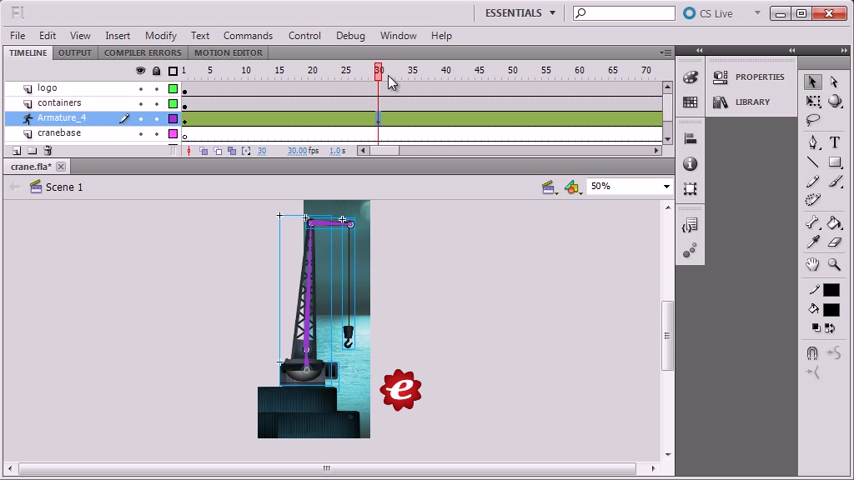 Fl
ESSENTIALS
CS Live
File Edit View Insert Modify Text Commands Control Debug Window Help
TIMELINE OUTPUT COMPILER ERRORS MOTION EDITOR
1 5 10 15 20 25 30 35 40 45 50 55 60 65 70
logo
containers
Armature_4
cranebase
30 30.00 fps 1.0 s
crane.fla*
Scene 1
50%
PROPERTIES
LIBRARY
T
e